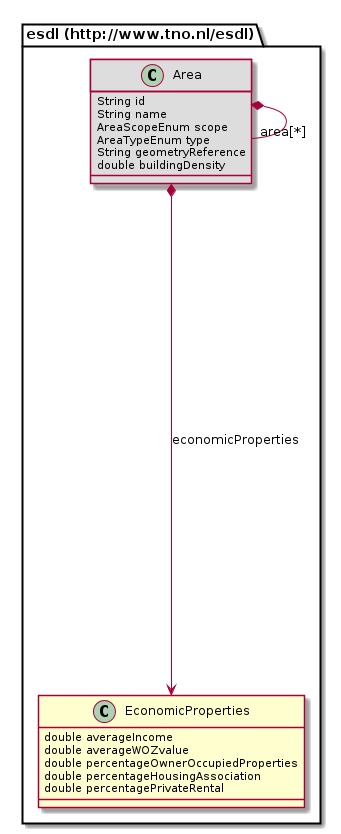 esdl (http://www.tno.nl/esdl)
C Area
String id
String name
AreaScopeEnum scope
AreaTypeEnum type
String geometryReference
double buildingDensity
area[*]
economicProperties
C EconomicProperties
double averageIncome
double averageWOZvalue
double percentageOwnerOccupiedProperties
double percentageHousingAssociation
double percentagePrivateRental